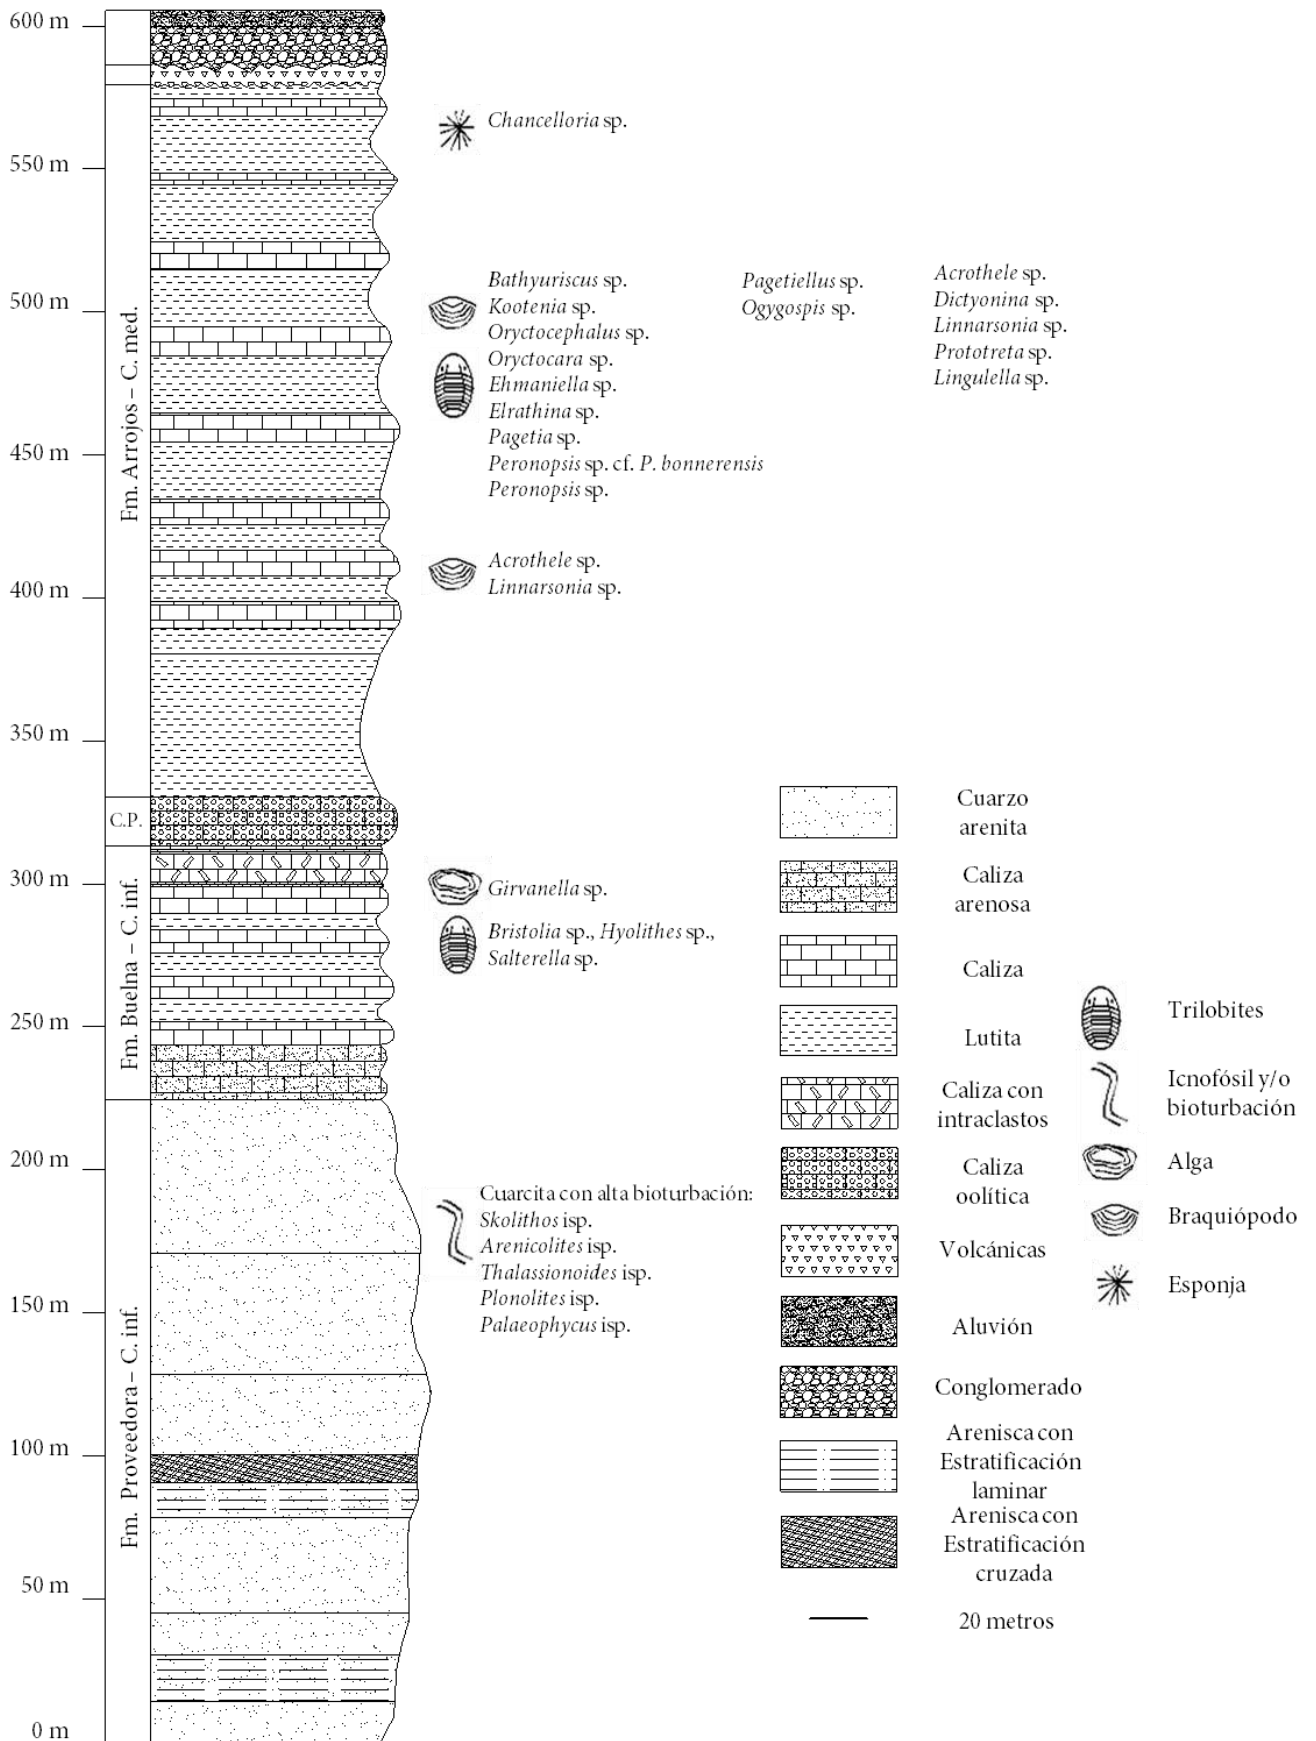 600 m
550 m
500 m
450 m
400 m
350 m
300 m
250 m
200 m
150 m
100 m
50 m
0 m
Fm. Arrojos – C. med.
C.P.
Fm. Buelna – C. inf.
Fm. Proveedora – C. inf.
Chancelloria sp.
Bathyuriscus sp.
Kootenia sp.
Oryctocephalus sp.
Oryctocara sp.
Ehmaniella sp.
Elrathina sp.
Pagetia sp.
Peronopsis sp. cf. P. bonnerensis
Peronopsis sp.
Pagetiellus sp.
Ogygospis sp.
Acrothele sp.
Dictyonina sp.
Linnarsonia sp.
Prototreta sp.
Lingulella sp.
Acrothele sp.
Linnarsonia sp.
Girvanella sp.
Bristolia sp., Hyolithes sp.,
Salterella sp.
Cuarcita con alta bioturbación:
Skolithos isp.
Arenicolites isp.
Thalassionoides isp.
Plonolites isp.
Palaeophycus isp.
Cuarzo
arenita
Caliza
arenosa
Caliza
Lutita
Caliza con
intraclastos
Caliza
oolítica
Volcánicas
Aluvión
Conglomerado
Arenisca con
Estratificación
laminar
Arenisca con
Estratificación
cruzada
20 metros
Trilobites
Icnofósil y/o
bioturbación
Alga
Braquiópodo
Esponja